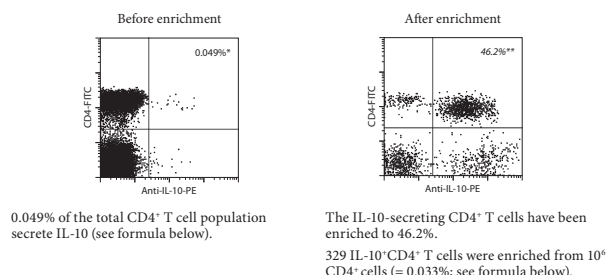 Before enrichment
After enrichment
0.049%*
46.2%**
CD4-FITC
CD4-FITC
Anti-IL-10-PE
Anti-IL-10-PE
0.049% of the total CD4⁺ T cell population
secrete IL-10 (see formula below).
The IL-10-secreting CD4⁺ T cells have been
enriched to 46.2%.
329 IL-10⁺CD4⁺ T cells were enriched from 10⁶
CD4⁺ cells (= 0.033%; see formula below).